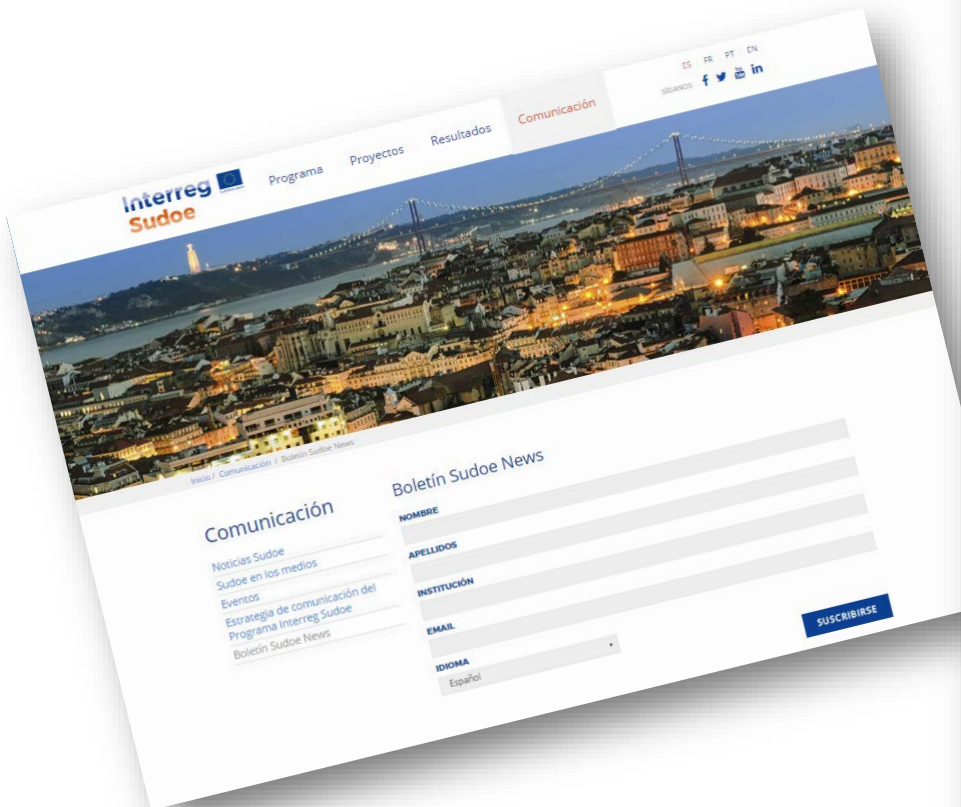 ES FR PT EN
SÍGANOS
Interreg
Sudoe
Programa Proyectos Resultados Comunicación
Inicio / Comunicación / Boletín Sudoe News
Comunicación
Noticias Sudoe
Sudoe en los medios
Eventos
Estrategia de comunicación del
Programa Interreg Sudoe
Boletín Sudoe News
Boletín Sudoe News
NOMBRE
APELLIDOS
INSTITUCIÓN
EMAIL
IDIOMA
Español
SUSCRIBIRSE